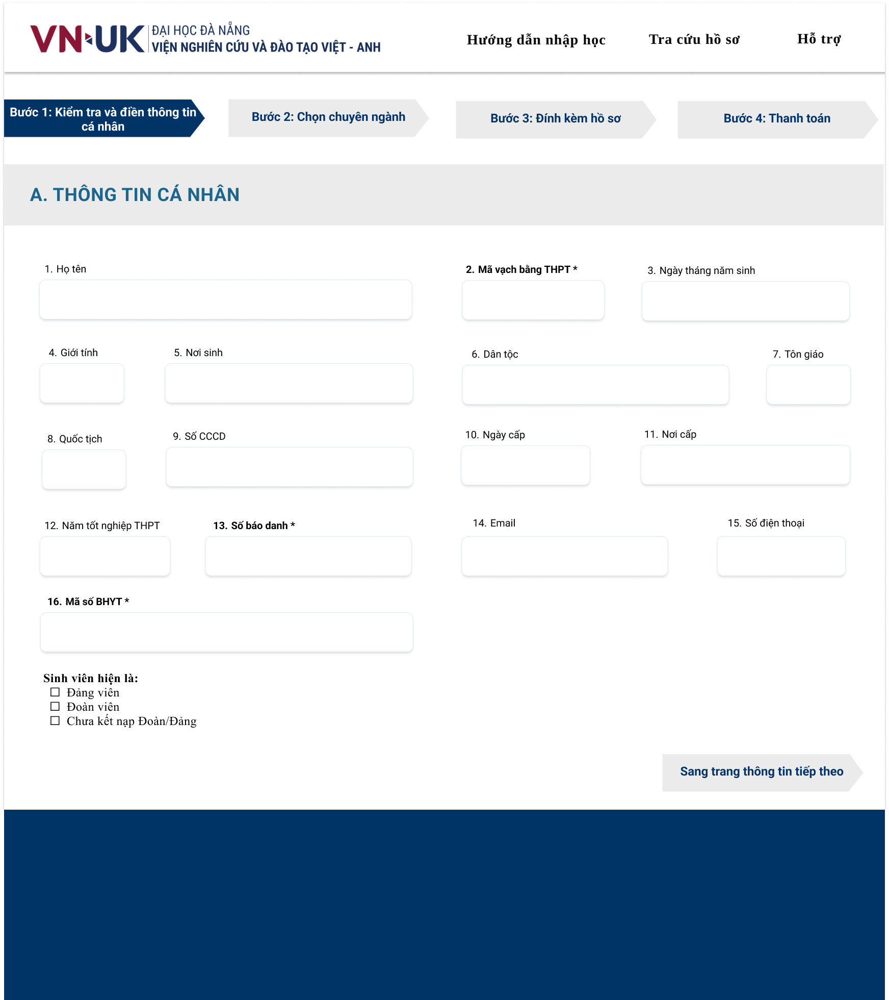 VN-UK
ĐẠI HỌC ĐÀ NẴNG
VIỆN NGHIÊN CỨU VÀ ĐÀO TẠO VIỆT - ANH
Hướng dẫn nhập học
Tra cứu hồ sơ
Hỗ trợ
Bước 1: Kiểm tra và điền thông tin
cá nhân
Bước 2: Chọn chuyên ngành
Bước 3: Đính kèm hồ sơ
Bước 4: Thanh toán
A. THÔNG TIN CÁ NHÂN
1. Họ tên
2. Mã vạch bằng THPT *
3. Ngày tháng năm sinh
4. Giới tính
5. Nơi sinh
6. Dân tộc
7. Tôn giáo
8. Quốc tịch
9. Số CCCD
10. Ngày cấp
11. Nơi cấp
12. Năm tốt nghiệp THPT
13. Số báo danh *
14. Email
15. Số điện thoại
16. Mã số BHYT *
Sinh viên hiện là:
☐ Đảng viên
☐ Đoàn viên
☐ Chưa kết nạp Đoàn/Đảng
Sang trang thông tin tiếp theo